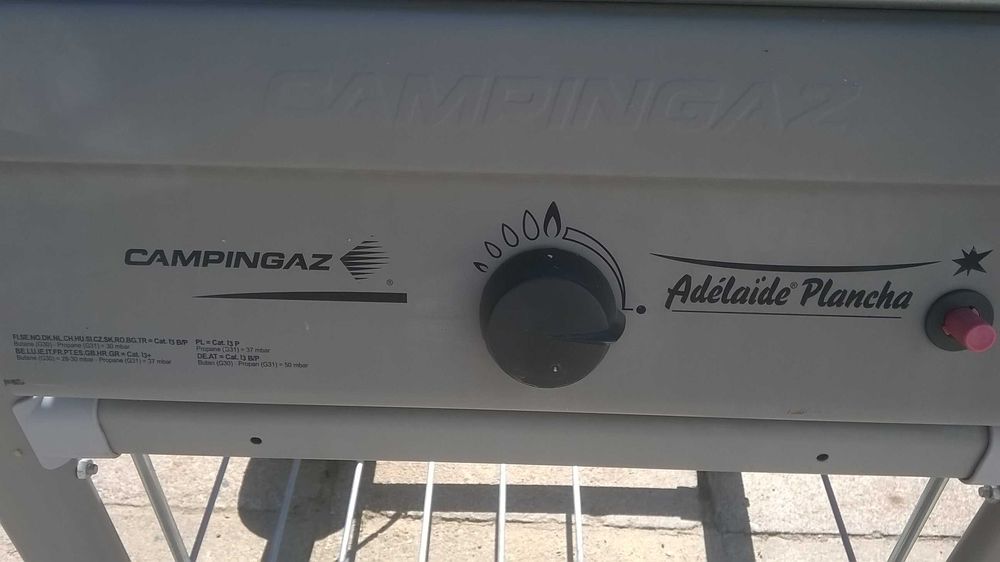 CAMPINGAZ
CAMPINGAZ ®
Adélaïde® Plancha
FI.SE.NO.DK.NL.CH.HU.SI.CZ.SK.RO.BG.TR = Cat. I3 B/P
Butane (G30) - Propane (G31) = 30 mbar
BE.LU.IE.IT.FR.PT.ES.GB.HR.GR = Cat. I3+
Butane (G30) = 28-30 mbar - Propane (G31) = 37 mbar
PL = Cat. I3 P
Propane (G31) = 37 mbar
DE.AT = Cat. I3 B/P
Butan (G30) - Propan (G31) = 50 mbar